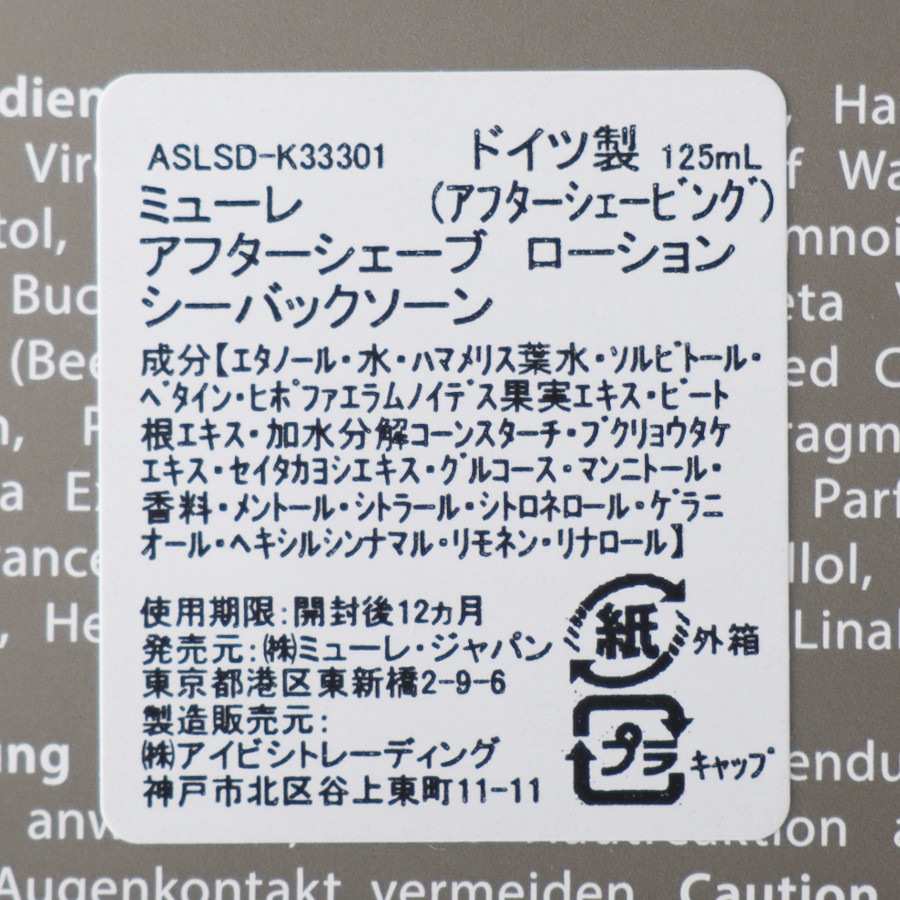 ASLSD-K33301 ドイツ製 125mL
ミューレ (アフターシェービング)
アフターシェーブ ローション
シーバックソーン
成分【エタノール・水・ハマメリス葉水・ソルビトール・
ベタイン・ヒポファエラムノイデス果実エキス・ビート
根エキス・加水分解コーンスターチ・ブクリョウタケ
エキス・セイタカヨシエキス・グルコース・マンニトール・
香料・メントール・シトラール・シトロネロール・ゲラニ
オール・ヘキシルシンナマル・リモネン・リナロール】
使用期限:開封後12ヵ月
発売元:㈱ミューレ・ジャパン
東京都港区東新橋2-9-6
製造販売元:
㈱アイビシトレーディング
神戸市北区谷上東町11-11
紙 外箱
プラ キャップ
Augenkontakt vermeiden. Caution